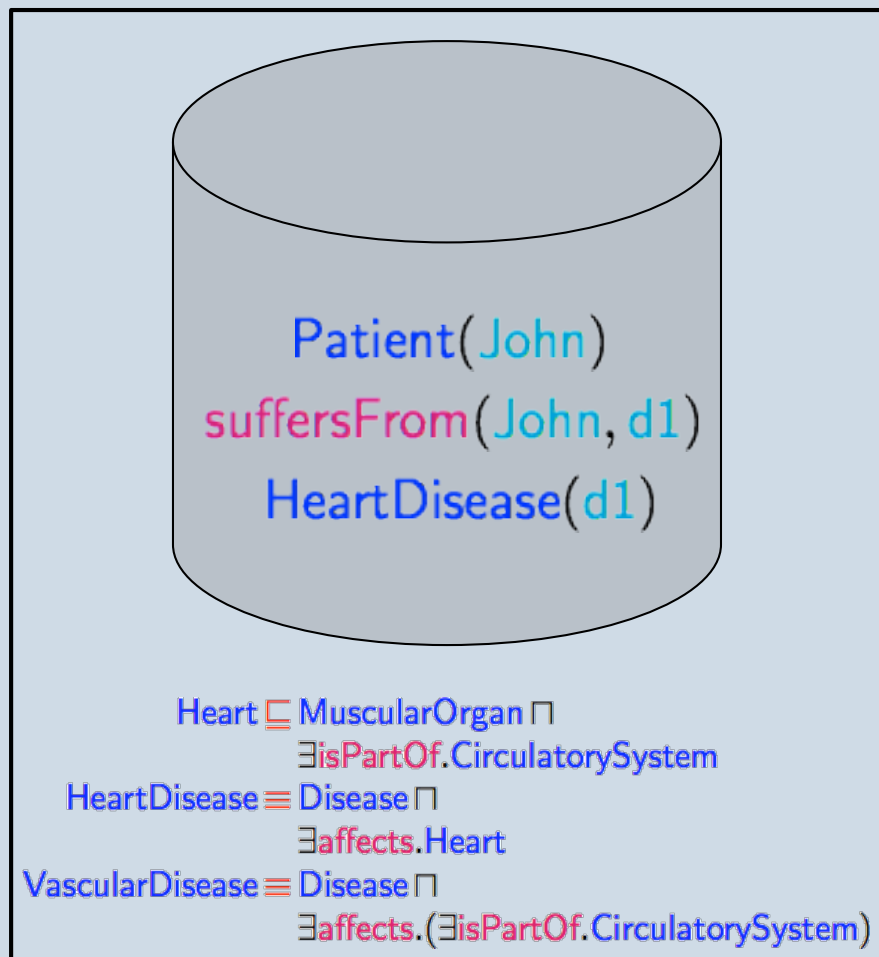 Patient(John)
suffersFrom(John, d1)
HeartDisease(d1)
Heart ⊑ MuscularOrgan ⊓
∃isPartOf.CirculatorySystem
HeartDisease ≡ Disease ⊓
∃affects.Heart
VascularDisease ≡ Disease ⊓
∃affects.(∃isPartOf.CirculatorySystem)